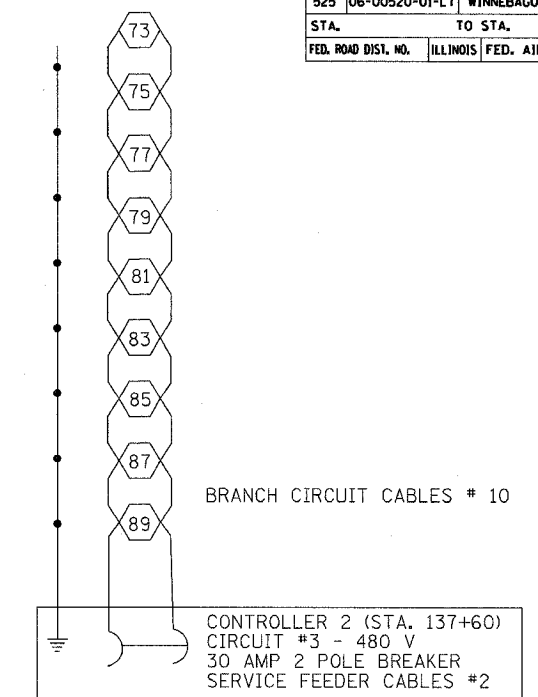 525 06-00520-01-LT WINNEBAGO
STA. TO STA.
FED. ROAD DIST. NO. ILLINOIS FED. AI
73
75
77
79
81
83
85
87
89
BRANCH CIRCUIT CABLES # 10
CONTROLLER 2 (STA. 137+60)
CIRCUIT #3 - 480 V
30 AMP 2 POLE BREAKER
SERVICE FEEDER CABLES #2